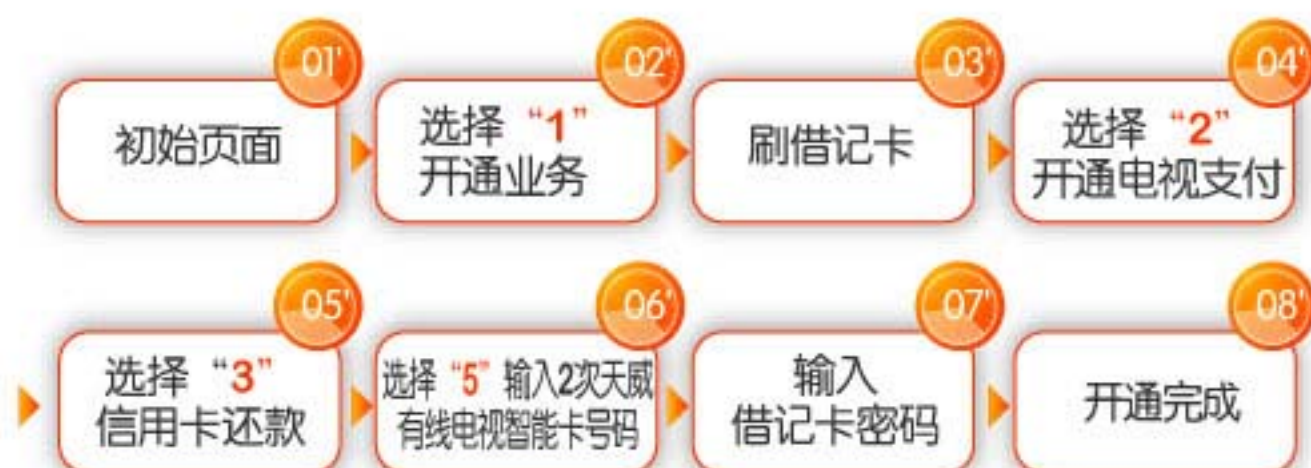 01'
初始页面
02'
选择 “1”
开通业务
03'
刷借记卡
04'
选择 “2”
开通电视支付
05'
选择 “3”
信用卡还款
06'
选择 “5” 输入2次天威
有线电视智能卡号码
07'
输入
借记卡密码
08'
开通完成